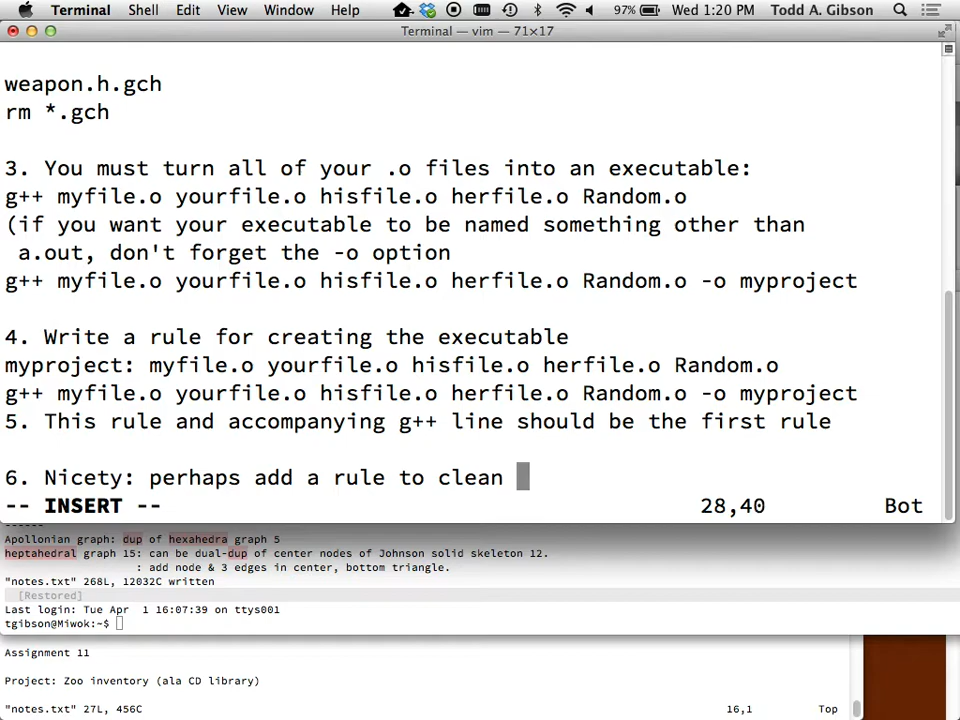 Terminal Shell Edit View Window Help 97% Wed 1:20 PM Todd A. Gibson
Terminal — vim — 71×17
weapon.h.gch
rm *.gch
3. You must turn all of your .o files into an executable:
g++ myfile.o yourfile.o hisfile.o herfile.o Random.o
(if you want your executable to be named something other than
a.out, don't forget the -o option
g++ myfile.o yourfile.o hisfile.o herfile.o Random.o -o myproject
4. Write a rule for creating the executable
myproject: myfile.o yourfile.o hisfile.o herfile.o Random.o
g++ myfile.o yourfile.o hisfile.o herfile.o Random.o -o myproject
5. This rule and accompanying g++ line should be the first rule
6. Nicety: perhaps add a rule to clean
-- INSERT -- 28,40 Bot
------
Apollonian graph: dup of hexahedra graph 5
heptahedral graph 15: can be dual-dup of center nodes of Johnson solid skeleton 12.
: add node & 3 edges in center, bottom triangle.
"notes.txt" 268L, 12032C written
[Restored]
Last login: Tue Apr 1 16:07:39 on ttys001
tgibson@Miwok:~$
Assignment 11
Project: Zoo inventory (ala CD library)
"notes.txt" 27L, 456C 16,1 Top